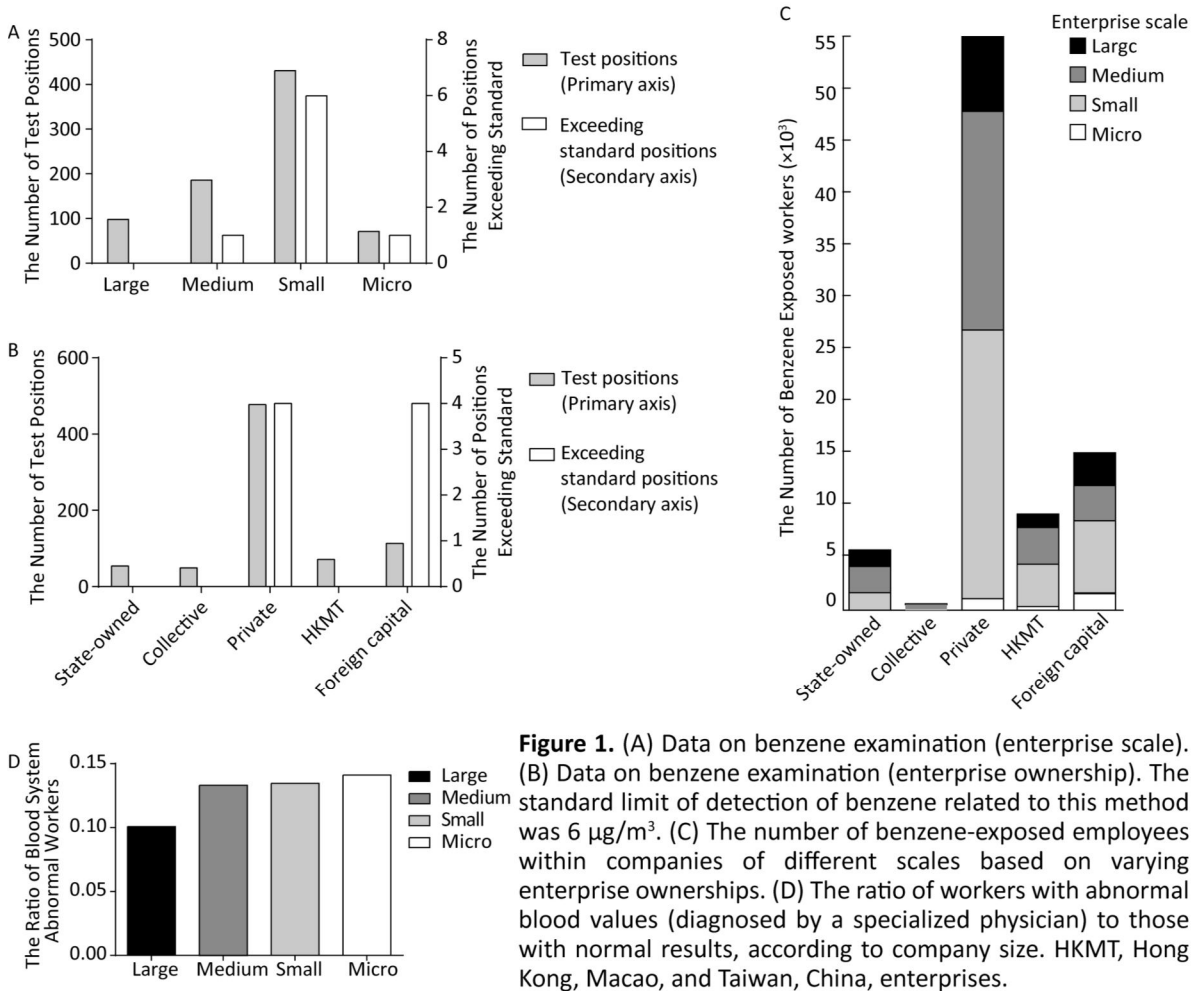 A
500
400
300
200
100
0
The Number of Test Positions
8
6
4
2
0
The Number of Positions
Exceeding Standard
Large Medium Small Micro
Test positions
(Primary axis)
Exceeding
standard positions
(Secondary axis)
B
600
400
200
0
The Number of Test Positions
5
4
3
2
1
0
The Number of Positions
Exceeding Standard
State-owned
Collective
Private
HKMT
Foreign capital
Test positions
(Primary axis)
Exceeding
standard positions
(Secondary axis)
C
Enterprise scale
Largc
Medium
Small
Micro
55
50
45
40
35
30
25
20
15
10
5
0
The Number of Benzene Exposed workers (×10³)
State-owned
Collective
Private
HKMT
Foreign capital
D
0.15
0.10
0.05
0.00
The Ratio of Blood System
Abnormal Workers
Large Medium Small Micro
Large
Medium
Small
Micro
Figure 1. (A) Data on benzene examination (enterprise scale).
(B) Data on benzene examination (enterprise ownership). The
standard limit of detection of benzene related to this method
was 6 μg/m³. (C) The number of benzene-exposed employees
within companies of different scales based on varying
enterprise ownerships. (D) The ratio of workers with abnormal
blood values (diagnosed by a specialized physician) to those
with normal results, according to company size. HKMT, Hong
Kong, Macao, and Taiwan, China, enterprises.